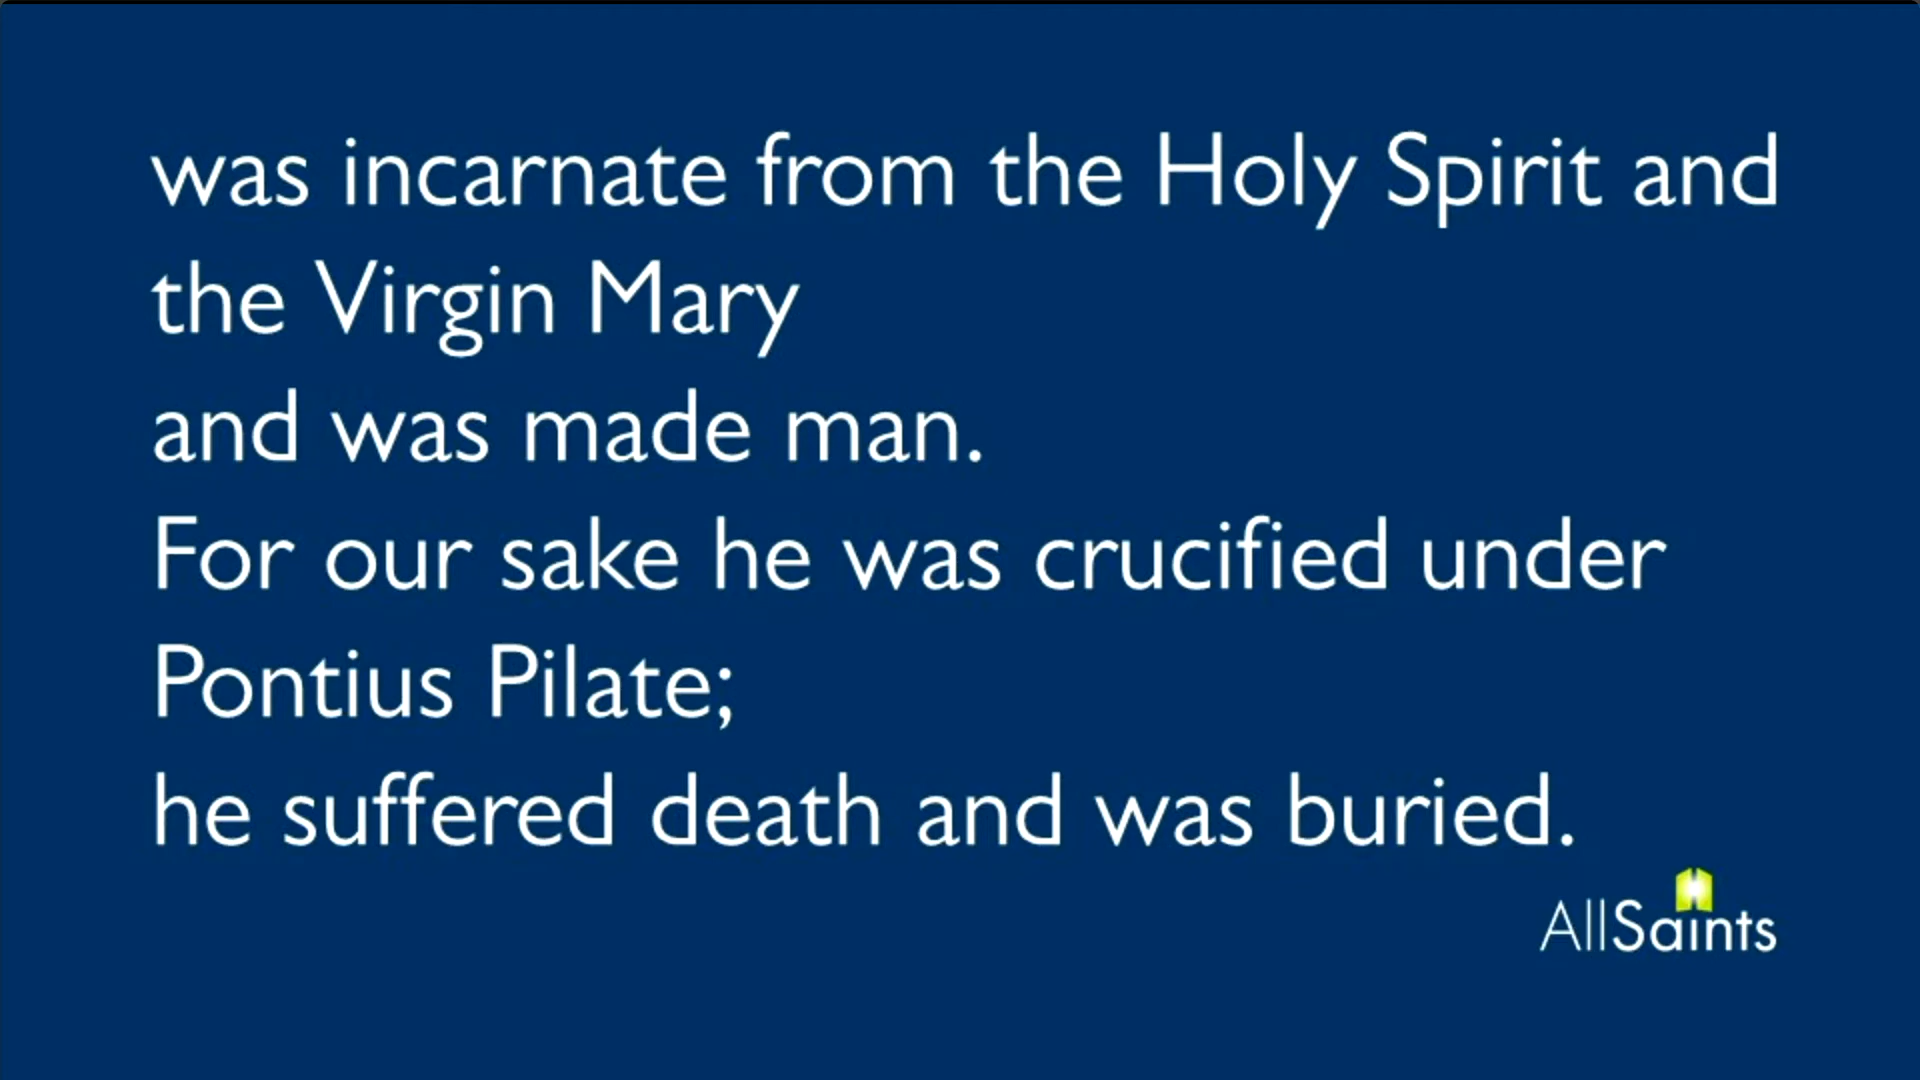 was incarnate from the Holy Spirit and
the Virgin Mary
and was made man.
For our sake he was crucified under
Pontius Pilate;
he suffered death and was buried.
AllSaints